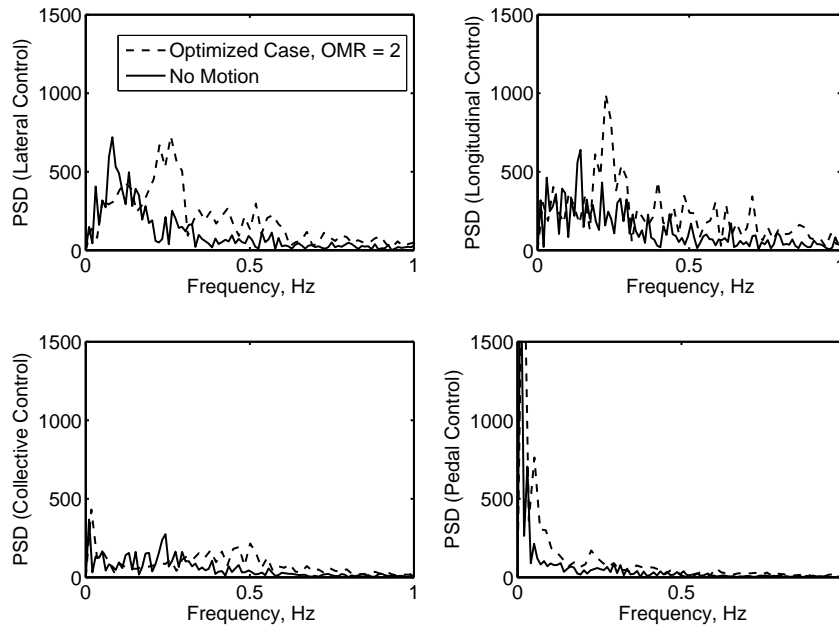 1500
1000
500
0
PSD (Lateral Control)
Optimized Case, OMR = 2
No Motion
0 0.5 1
Frequency, Hz
1500
1000
500
0
PSD (Longitudinal Control)
0 0.5 1
Frequency, Hz
1500
1000
500
0
PSD (Collective Control)
0 0.5 1
Frequency, Hz
1500
1000
500
0
PSD (Pedal Control)
0 0.5
Frequency, Hz